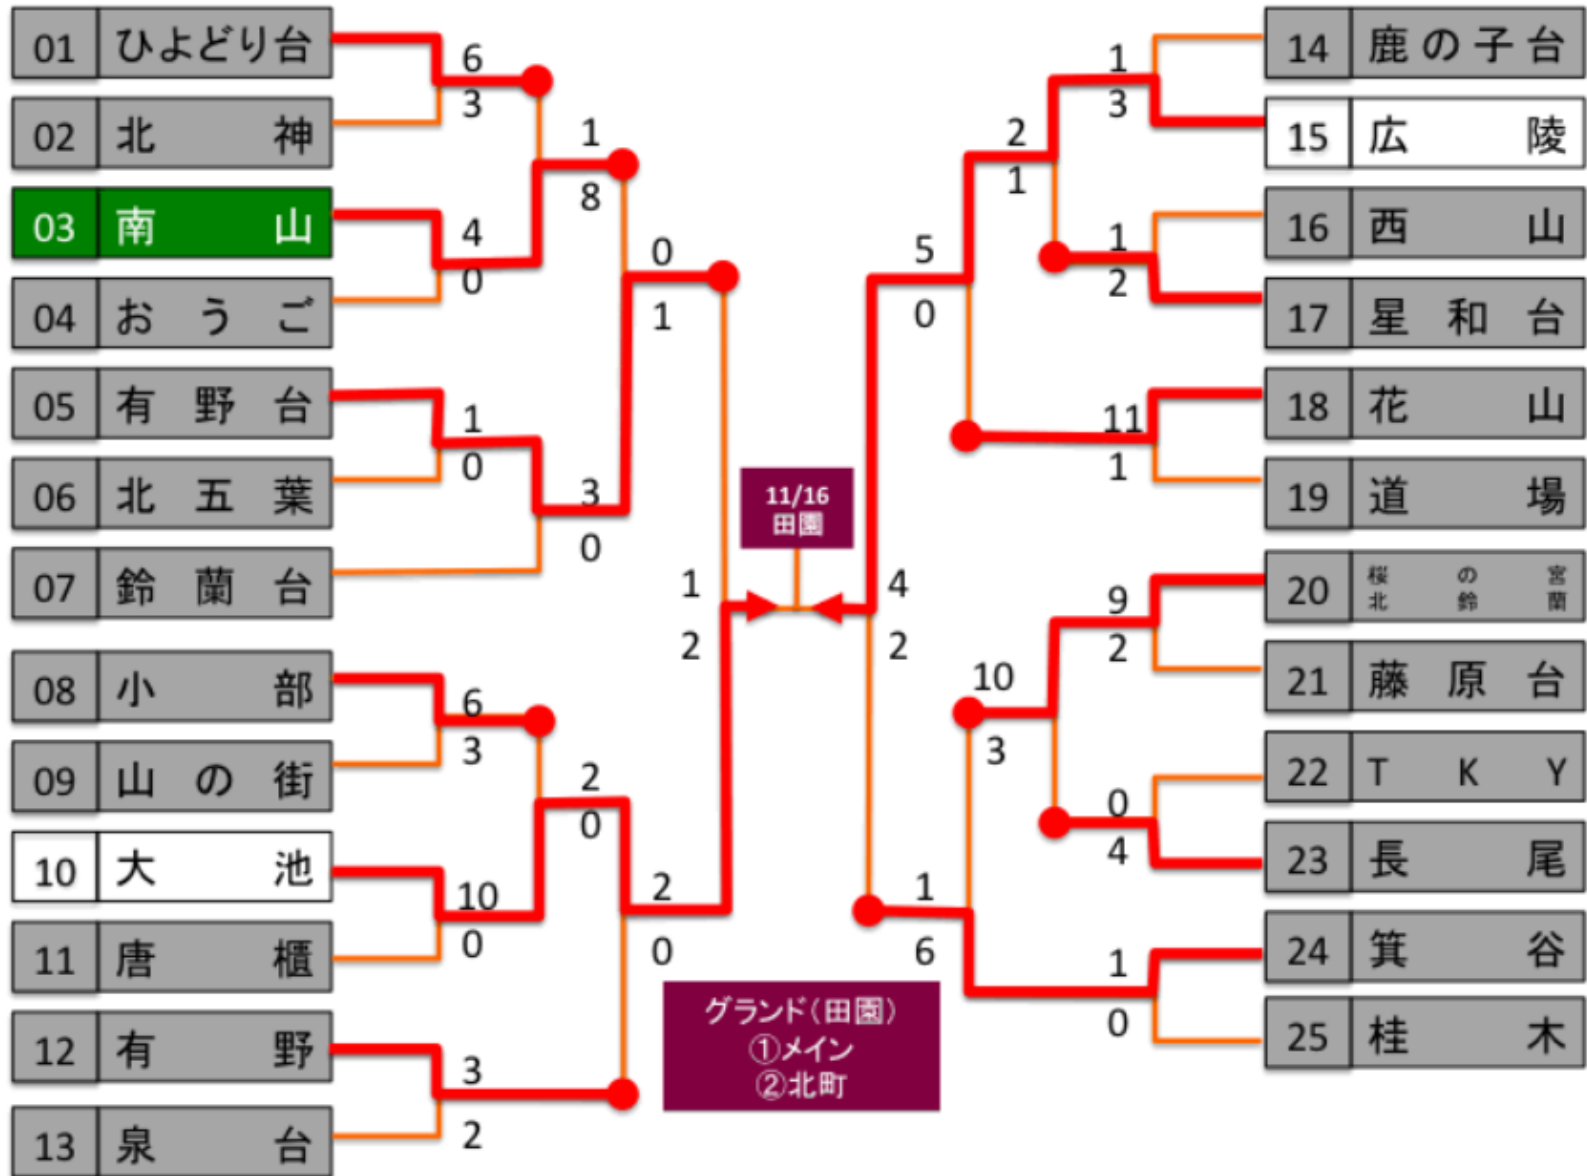 01 ひよどり台
02 北神
03 南山
04 おうご
05 有野台
06 北五葉
07 鈴蘭台
08 小部
09 山の街
10 大池
11 唐櫃
12 有野
13 泉台
6
3
4
0
1
0
6
3
10
0
3
2
1
8
3
0
2
0
0
1
2
0
1
2
11/16
田園
グランド（田園）
①メイン
②北町
4
2
5
0
1
6
2
1
10
3
1
3
1
2
11
1
9
2
0
4
1
0
14 鹿の子台
15 広陵
16 西山
17 星和台
18 花山
19 道場
20 桜の宮
北鈴蘭
21 藤原台
22 TKY
23 長尾
24 箕谷
25 桂木